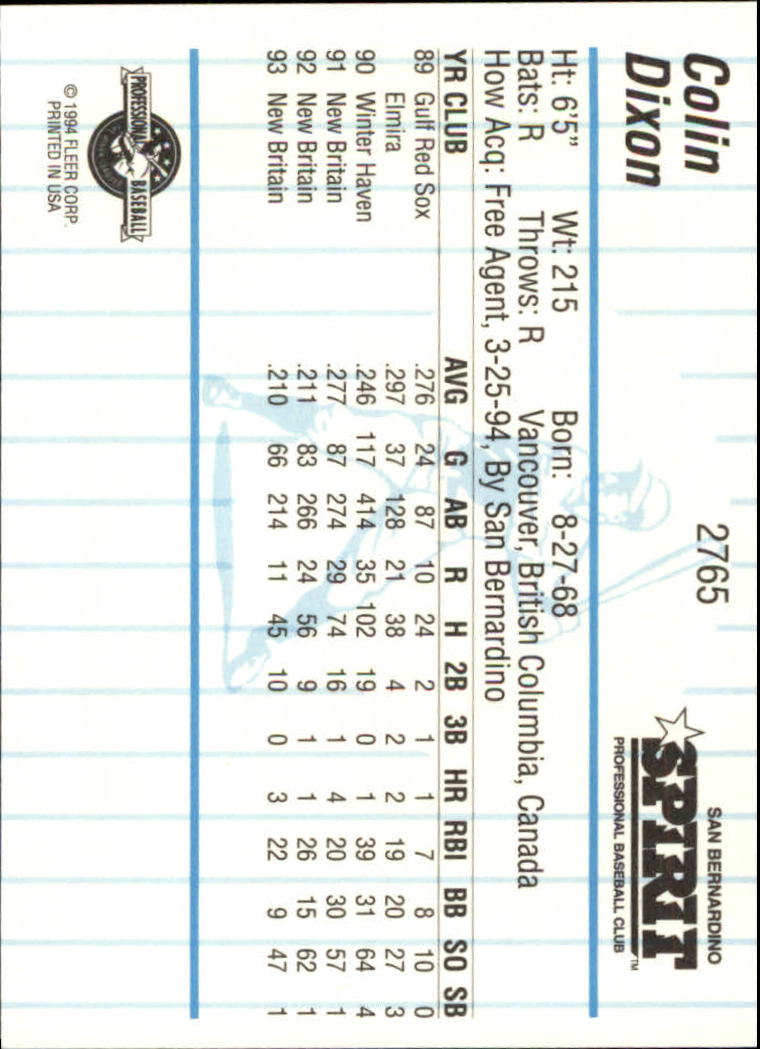 Colin
Dixon
2765
SAN BERNARDINO
SPIRIT™
PROFESSIONAL BASEBALL CLUB
Ht: 6'5" Wt: 215 Born: 8-27-68
Bats: R Throws: R Vancouver, British Columbia, Canada
How Acq: Free Agent, 3-25-94, By San Bernardino
YR CLUB AVG G AB R H 2B 3B HR RBI BB SO SB
89 Gulf Red Sox .276 24 87 10 24 2 1 1 7 8 10 0
Elmira .297 37 128 21 38 4 2 2 19 20 27 3
90 Winter Haven .246 117 414 35 102 19 0 1 39 31 64 4
91 New Britain .277 87 274 29 74 16 1 4 20 30 57 1
92 New Britain .211 83 266 24 56 9 1 1 26 15 62 1
93 New Britain .210 66 214 11 45 10 0 3 22 9 47 1
PROFESSIONAL BASEBALL
© 1994 FLEER CORP.
PRINTED IN USA